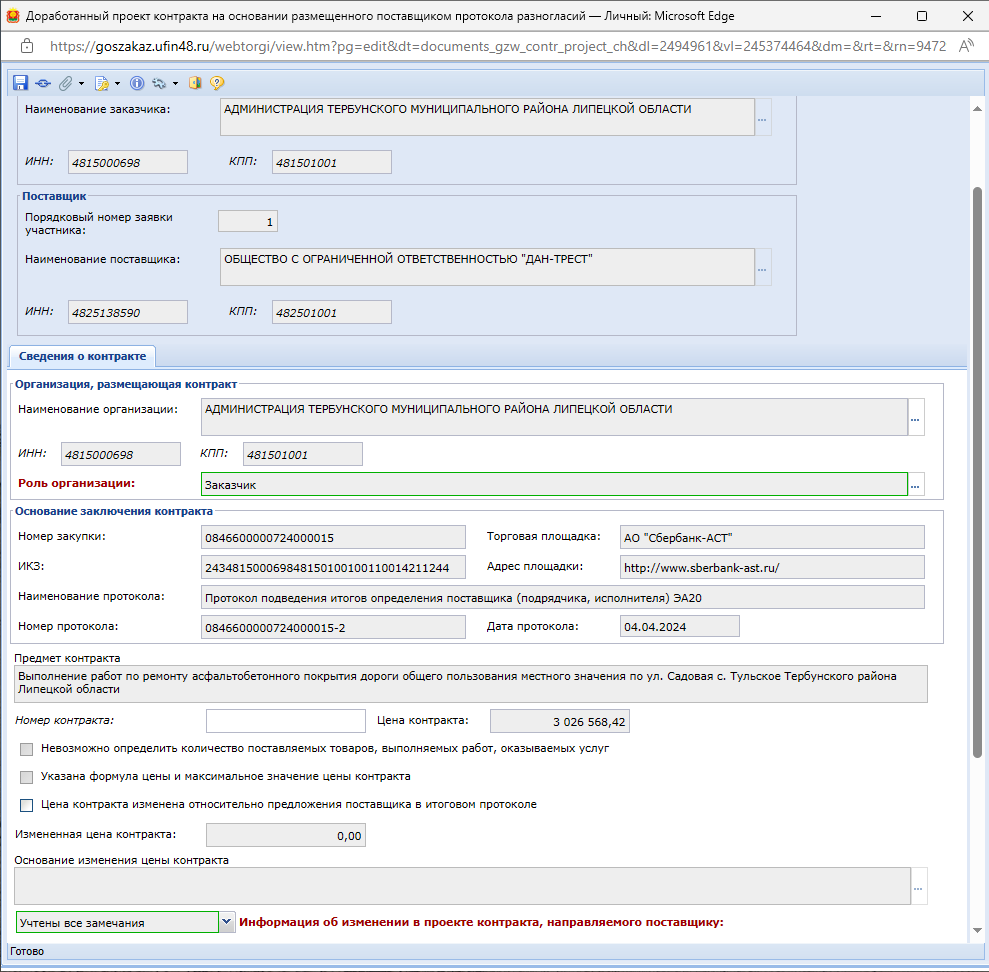 Доработанный проект контракта на основании размещенного поставщиком протокола разногласий — Личный: Microsoft Edge
https://goszakaz.ufin48.ru/webtorgi/view.htm?pg=edit&dt=documents_gzw_contr_project_ch&dl=2494961&vl=245374464&dm=&rt=&rn=9472
Наименование заказчика: АДМИНИСТРАЦИЯ ТЕРБУНСКОГО МУНИЦИПАЛЬНОГО РАЙОНА ЛИПЕЦКОЙ ОБЛАСТИ ...
ИНН: 4815000698 КПП: 481501001
Поставщик
Порядковый номер заявки
участника: 1
Наименование поставщика: ОБЩЕСТВО С ОГРАНИЧЕННОЙ ОТВЕТСТВЕННОСТЬЮ "ДАН-ТРЕСТ" ...
ИНН: 4825138590 КПП: 482501001
Сведения о контракте
Организация, размещающая контракт
Наименование организации: АДМИНИСТРАЦИЯ ТЕРБУНСКОГО МУНИЦИПАЛЬНОГО РАЙОНА ЛИПЕЦКОЙ ОБЛАСТИ ...
ИНН: 4815000698 КПП: 481501001
Роль организации: Заказчик ...
Основание заключения контракта
Номер закупки: 0846600000724000015 Торговая площадка: АО "Сбербанк-АСТ"
ИКЗ: 243481500069848150100100110014211244 Адрес площадки: http://www.sberbank-ast.ru/
Наименование протокола: Протокол подведения итогов определения поставщика (подрядчика, исполнителя) ЭА20
Номер протокола: 0846600000724000015-2 Дата протокола: 04.04.2024
Предмет контракта
Выполнение работ по ремонту асфальтобетонного покрытия дороги общего пользования местного значения по ул. Садовая с. Тульское Тербунского района
Липецкой области
Номер контракта: Цена контракта: 3 026 568,42
Невозможно определить количество поставляемых товаров, выполняемых работ, оказываемых услуг
Указана формула цены и максимальное значение цены контракта
Цена контракта изменена относительно предложения поставщика в итоговом протоколе
Измененная цена контракта: 0,00
Основание изменения цены контракта
...
Учтены все замечания Информация об изменении в проекте контракта, направляемого поставщику:
Готово